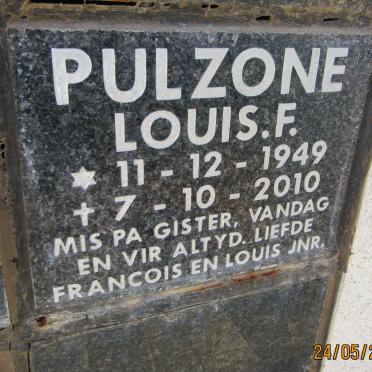 PULZONE
LOUIS.F.
✡ 11 - 12 - 1949
✝ 7 - 10 - 2010
MIS PA GISTER, VANDAG
EN VIR ALTYD. LIEFDE
FRANCOIS EN LOUIS JNR.
24/05/2